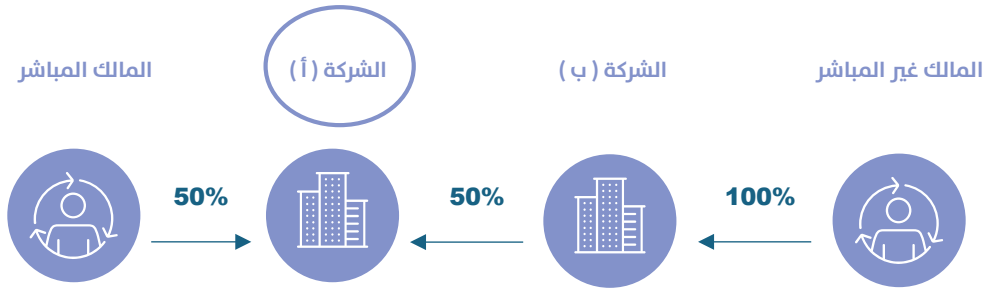 المالك غير المباشر
الشركة ( ب )
الشركة ( أ )
المالك المباشر
100%
50%
50%